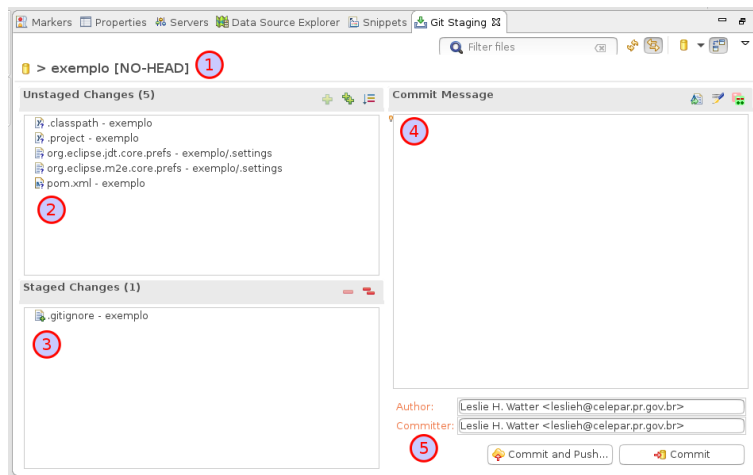 Markers Properties Servers Data Source Explorer Snippets Git Staging
Filter files
> exemplo [NO-HEAD] 1
Unstaged Changes (5)
.classpath - exemplo
.project - exemplo
org.eclipse.jdt.core.prefs - exemplo/.settings
org.eclipse.m2e.core.prefs - exemplo/.settings
pom.xml - exemplo
2
Staged Changes (1)
.gitignore - exemplo
3
Commit Message
4
Author: Leslie H. Watter <leslieh@celepar.pr.gov.br>
Committer: Leslie H. Watter <leslieh@celepar.pr.gov.br>
5
Commit and Push... Commit